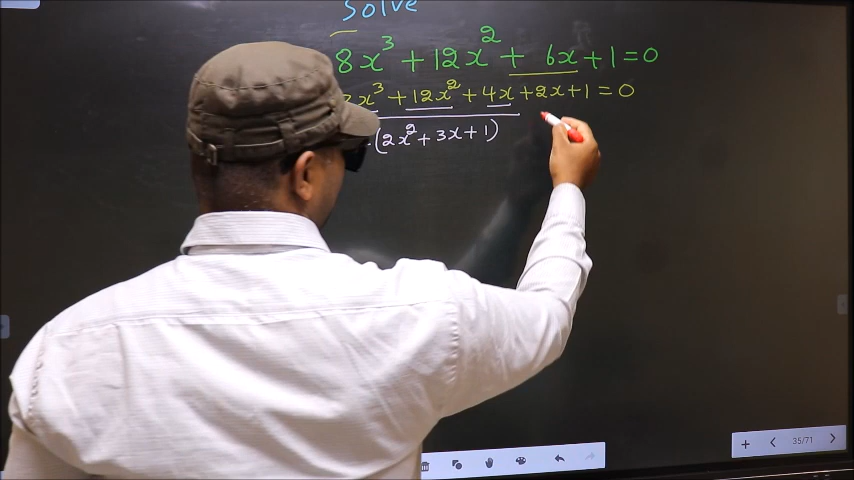 Solve
8x³ + 12x² + 6x + 1 = 0
x³ + 12x² + 4x + 2x + 1 = 0
(2x² + 3x + 1)
35/71